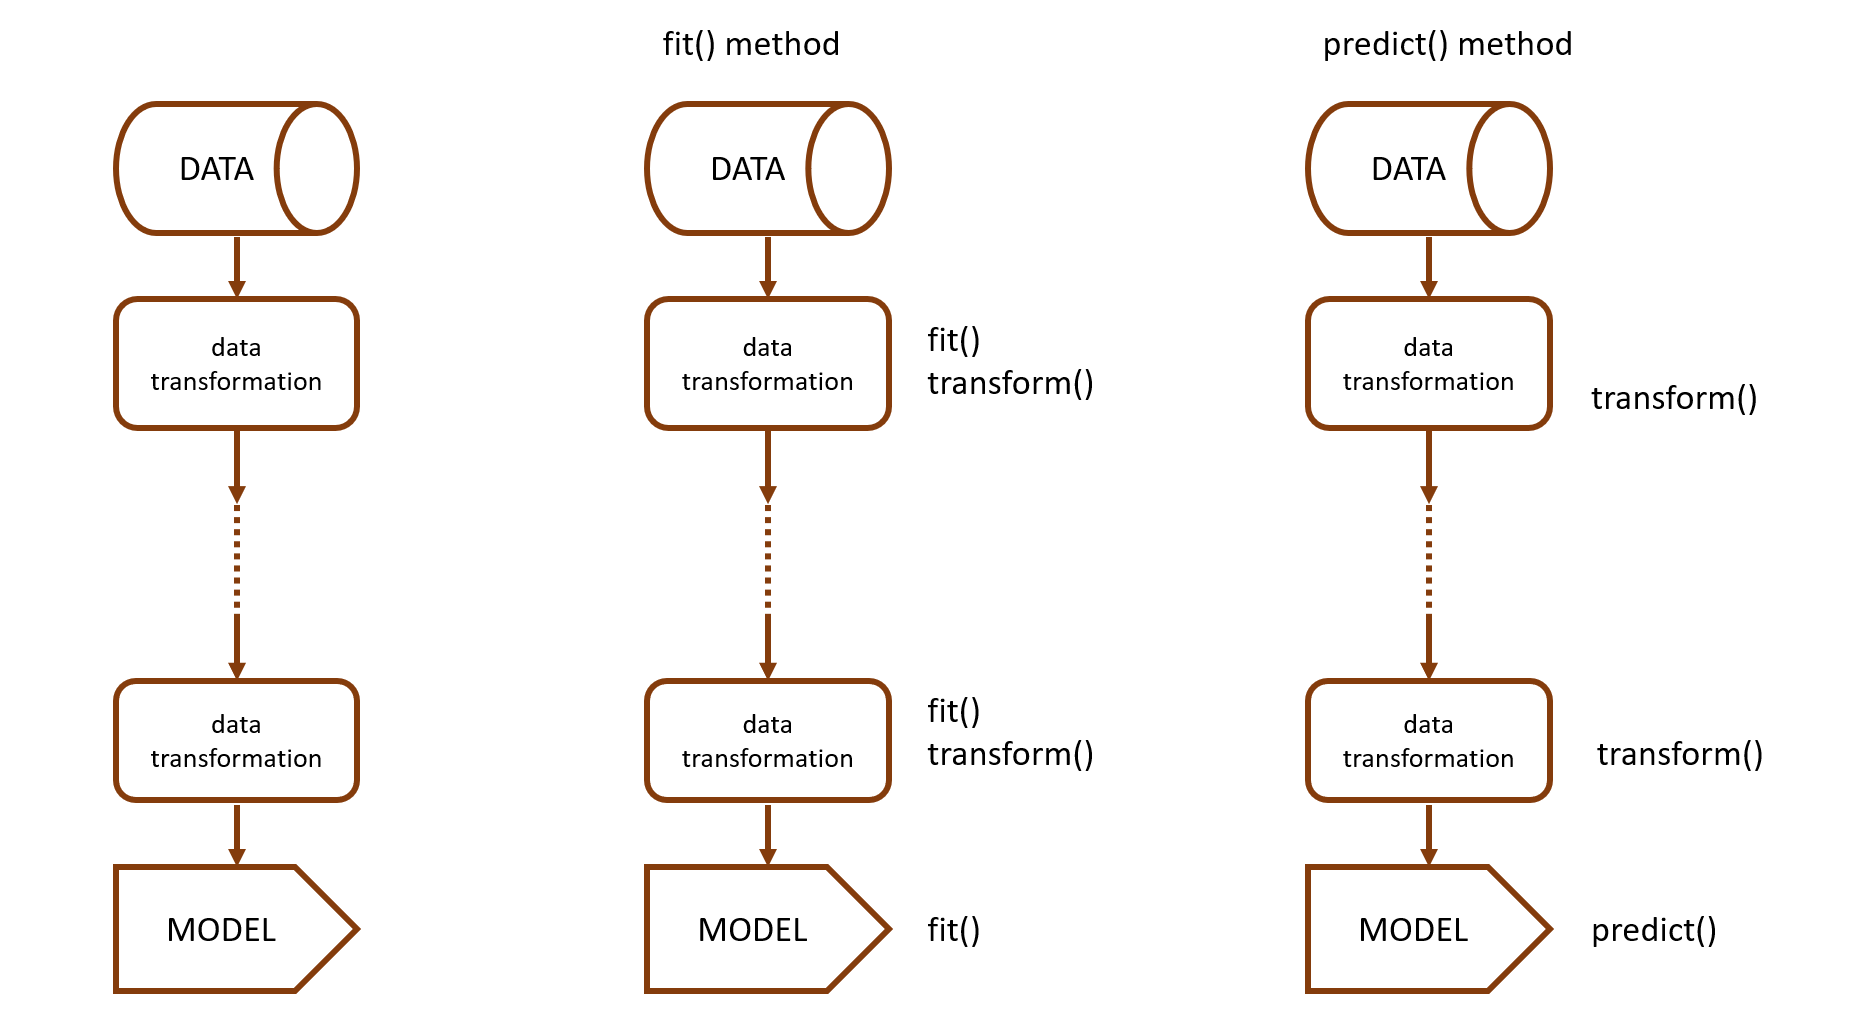 fit() method
predict() method
DATA
DATA
DATA
data
transformation
data
transformation
fit()
transform()
data
transformation
transform()
data
transformation
data
transformation
fit()
transform()
data
transformation
transform()
MODEL
MODEL
fit()
MODEL
predict()